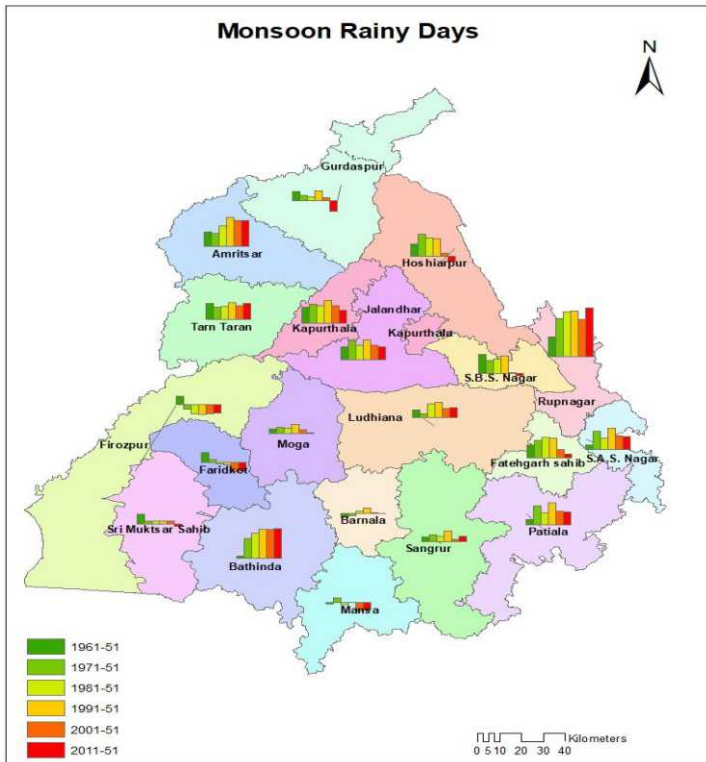 Monsoon Rainy Days
N
Gurdaspur
Amritsar
Hoshiarpur
Jalandhar
Tarn Taran
Kapurthala
Kapurthala
S.B.S. Nagar
Rupnagar
Ludhiana
Firozpur
Moga
Fatehgarh sahib
S.A.S. Nagar
Faridkot
Sri Muktsar Sahib
Barnala
Patiala
Sangrur
Bathinda
Mansa
1961-51
1971-51
1981-51
1991-51
2001-51
2011-51
Kilometers
0 5 10 20 30 40